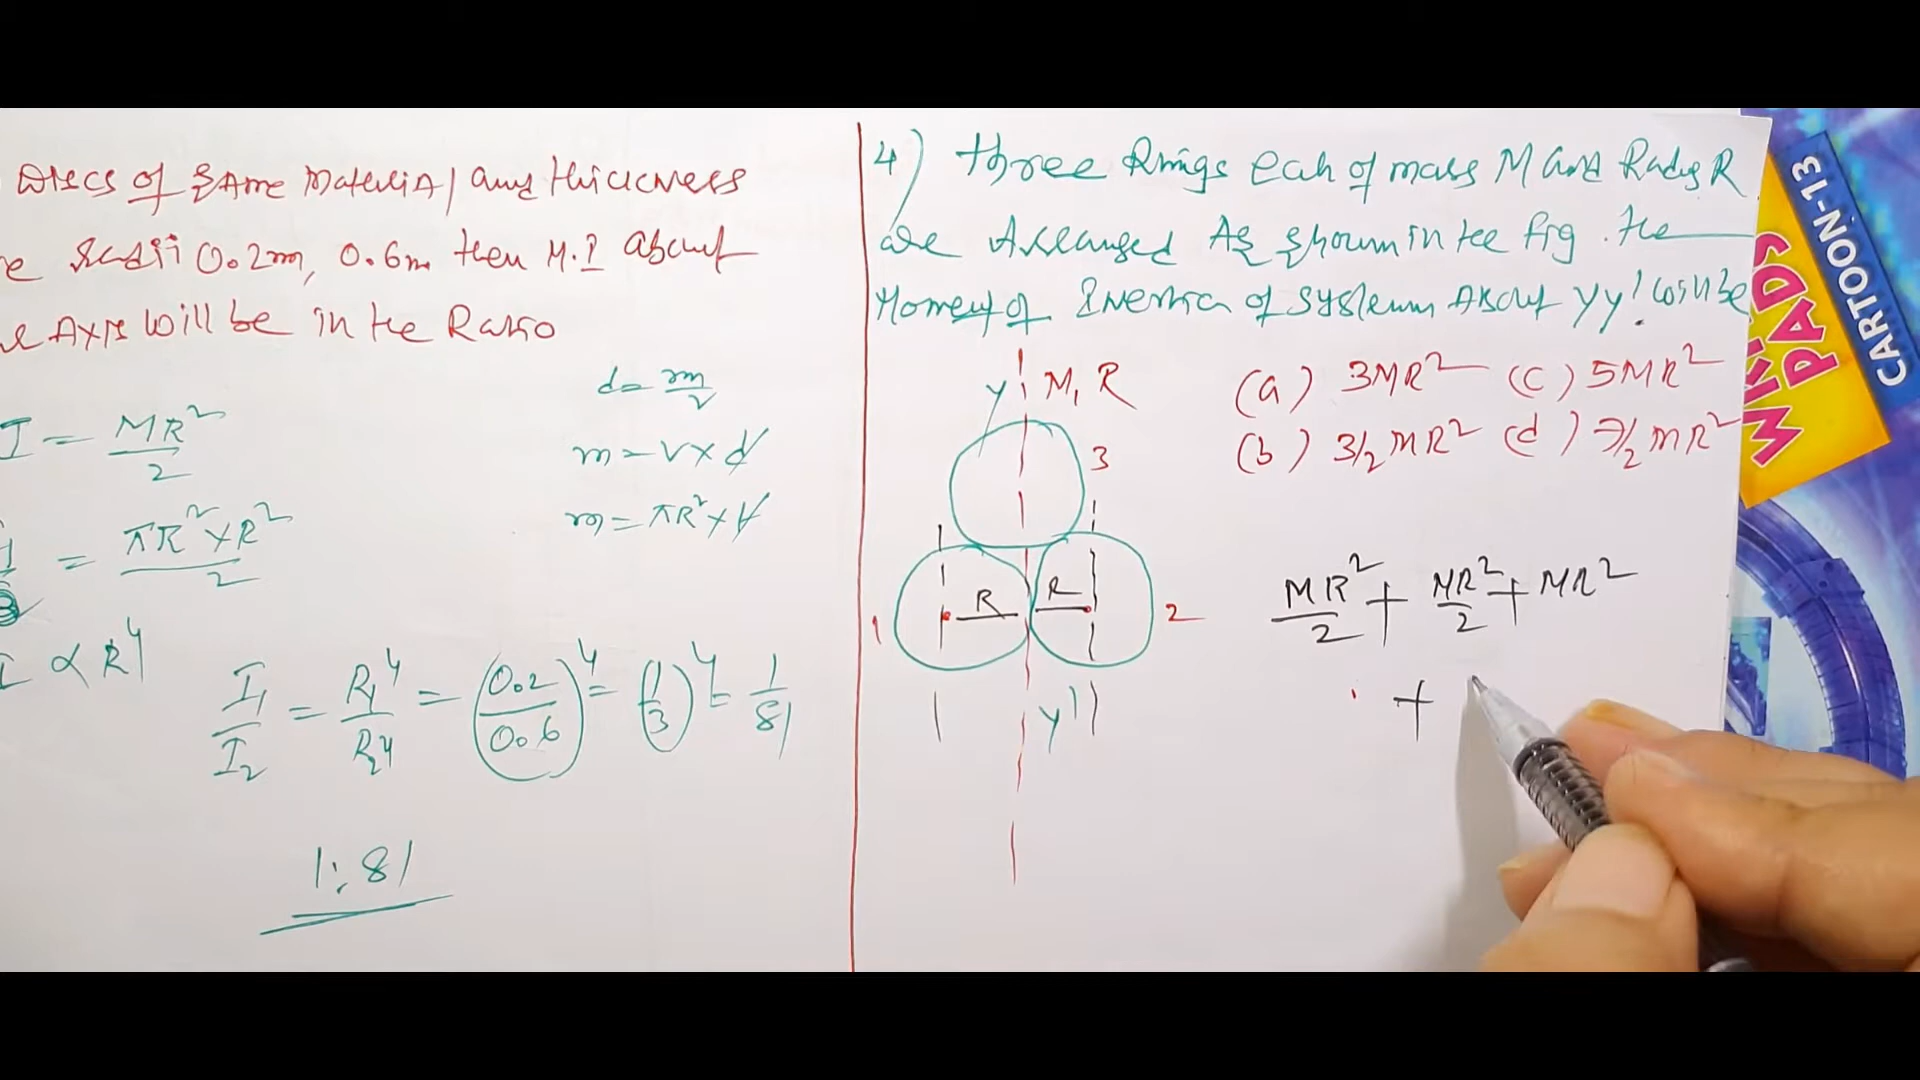 Discs of same material and thickness
radii 0.2m, 0.6m then M.I about
Axis will be in the Ratio
I = MR²/2
= πR² × R²/2
I ∝ R⁴
d = m/v
m = v × d
m = πR² × t
I₁/I₂ = R₁⁴/R₂⁴ = (0.2/0.6)⁴ = (1/3)⁴ = 1/81
1:81
4) Three Rings each of mass M and Radius R
are Arranged As shown in the fig. the
Moment of Inertia of System About YY' will be
(a) 3MR² (c) 5MR²
(b) 3/2 MR² (d) 7/2 MR²
y M, R
3
R R
1 2
y'
MR²/2 + MR²/2 + MR²
+
WRITING
PADS
CARTOON-13